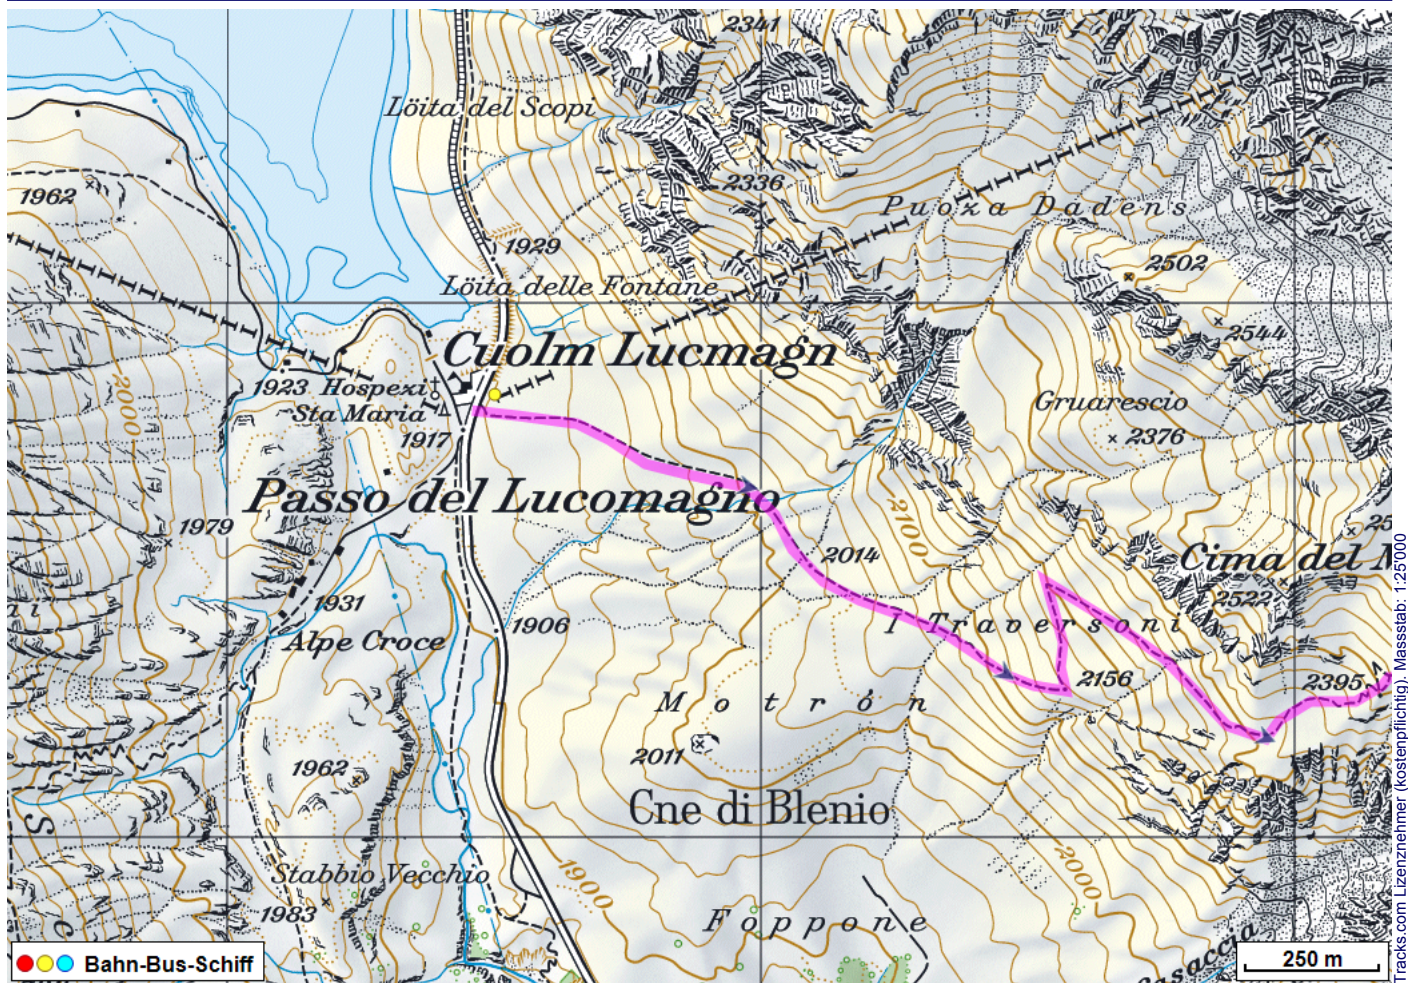 2341
Löita del Scopi
2336
1962
Puoza Dadens
1929
2502
Löita delle Fontane
2544
Cuolm Lucmagn
2000
1923 Hospezi
Sta Maria
Gruarescio
1917
2376
Passo del Lucomagno
2100
1979
25
2014
Cima del M
2522
1931
1906
I Traversoni
Alpe Croce
2156
2395
Motrón
2011
1962
Cne di Blenio
S
Stabbio Vecchio
1900
2000
1983
Foppone
c
asaccia
Bahn-Bus-Schiff
250 m
Tracks.com Lizenznehmer (kostenpflichtig). Massstab: 1:25'000